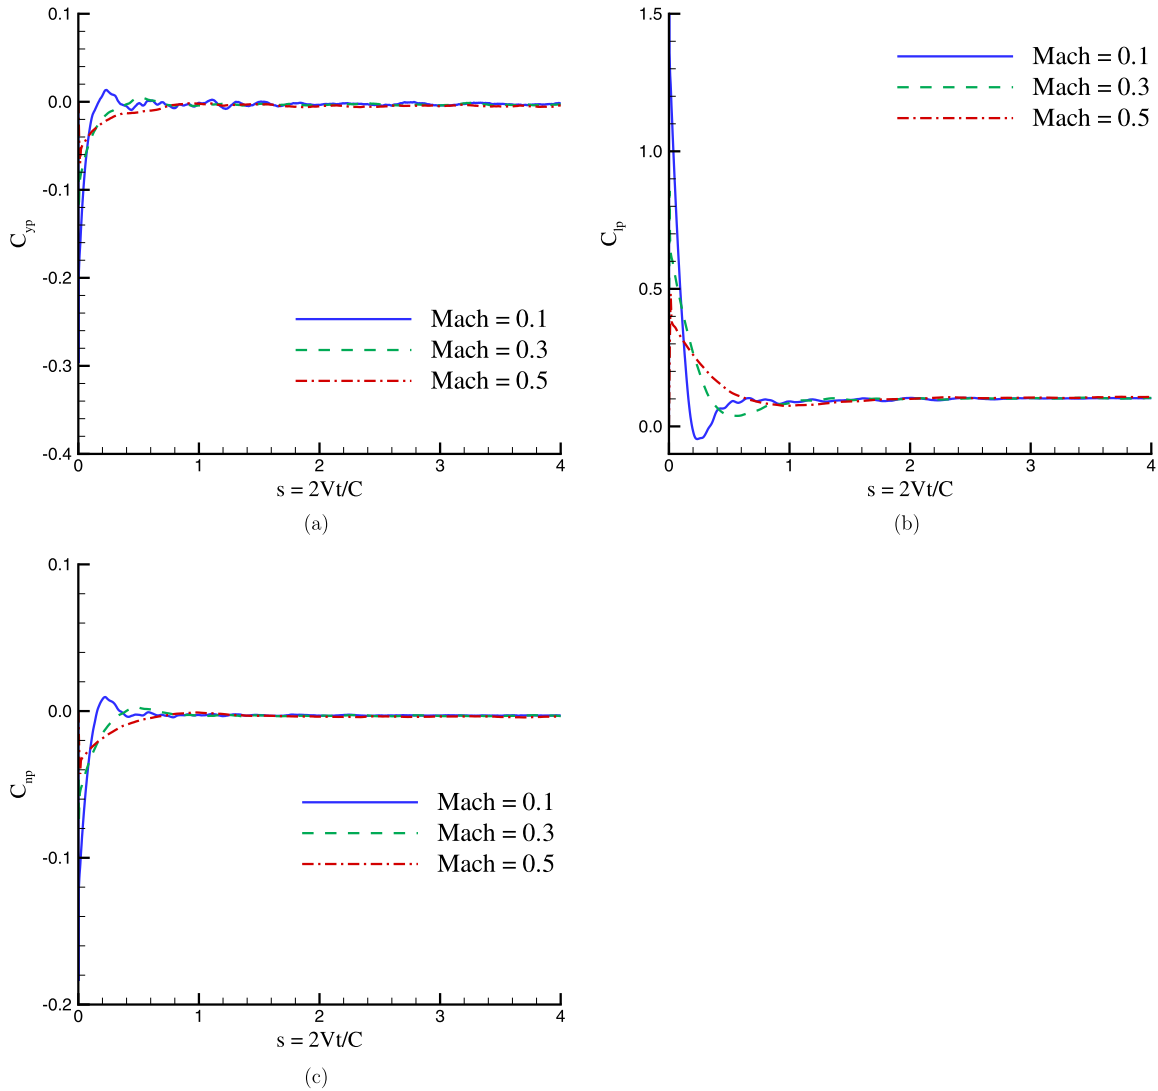 0.1
0.0
-0.1
-0.2
-0.3
-0.4
C_yp
Mach = 0.1
Mach = 0.3
Mach = 0.5
0 1 2 3 4
s = 2Vt/C
(a)
1.5
1.0
0.5
0.0
C_lp
Mach = 0.1
Mach = 0.3
Mach = 0.5
0 1 2 3 4
s = 2Vt/C
(b)
0.1
0.0
-0.1
-0.2
C_np
Mach = 0.1
Mach = 0.3
Mach = 0.5
0 1 2 3 4
s = 2Vt/C
(c)